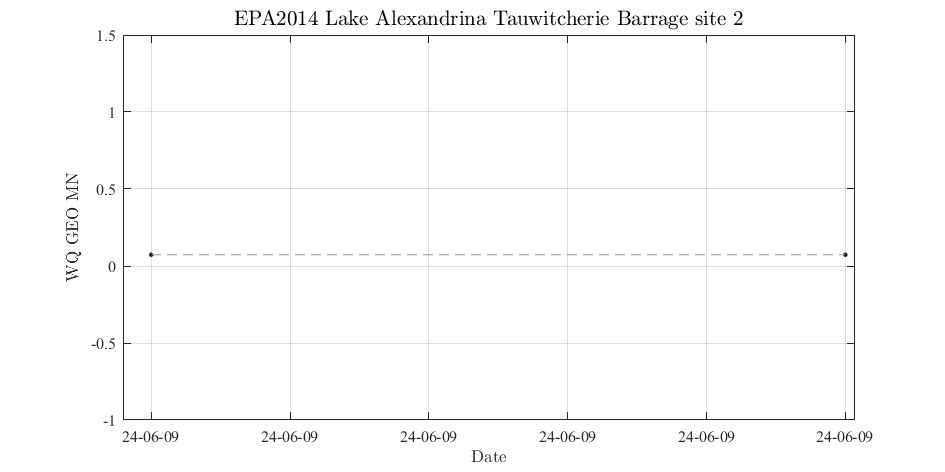 EPA2014 Lake Alexandrina Tauwitcherie Barrage site 2
1.5
1
0.5
0
-0.5
-1
WQ GEO MN
24-06-09 24-06-09 24-06-09 24-06-09 24-06-09 24-06-09
Date